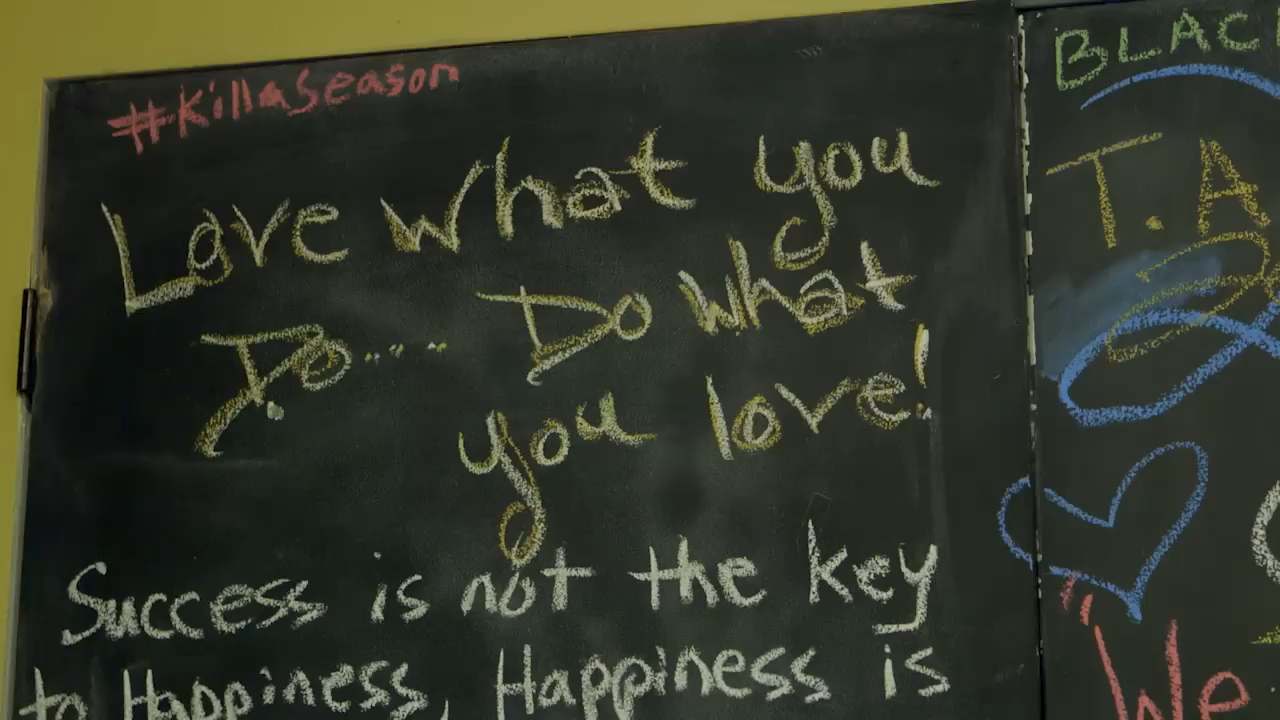 #KillaSeason
Love what you
Do.... Do what
you love!
Success is not the key
to Happiness, Happiness is
BLAC
T.A
"We